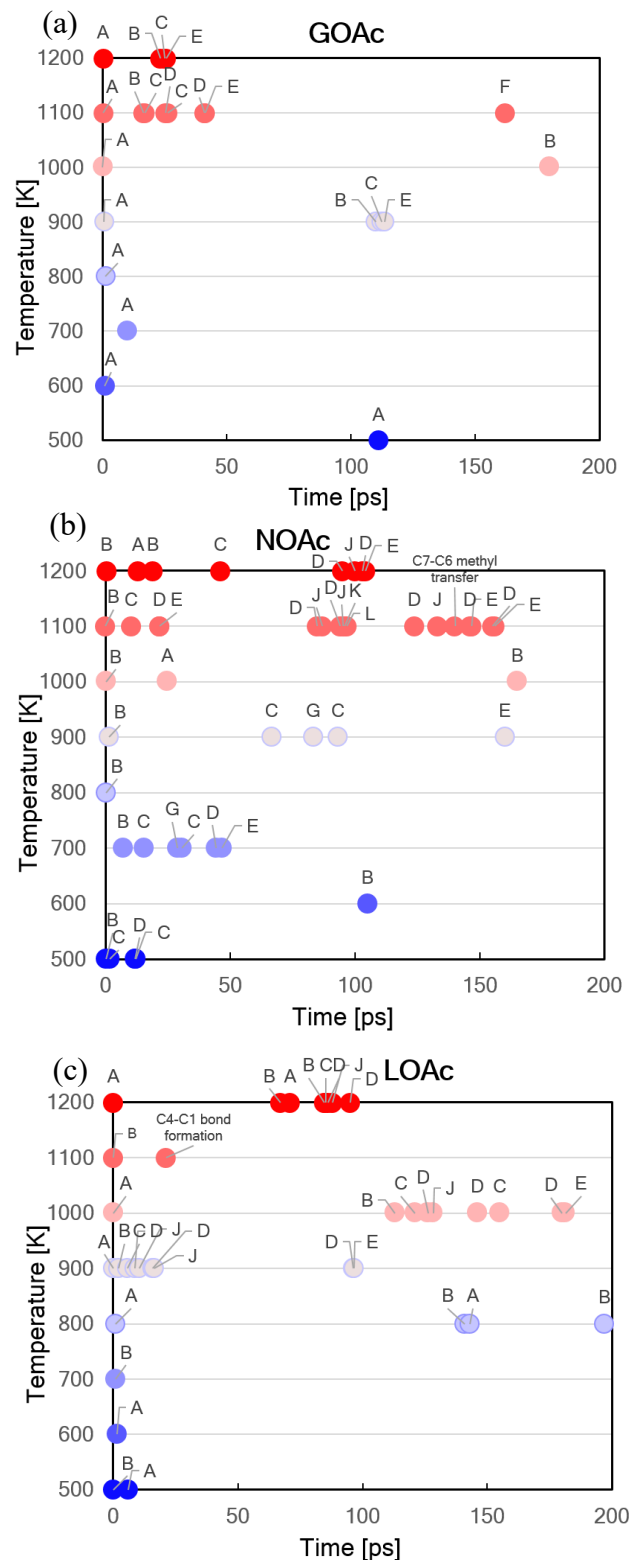 (a)
GOAc
A
B
C
E
1200
A
B
C
D
C
D
E
F
1100
A
B
1000
A
B
C
E
900
A
800
A
700
A
600
A
500
0
50
100
150
200
Temperature [K]
Time [ps]
(b)
NOAc
B
A
B
C
D
J
D
E
1200
C7-C6 methyl
transfer
B
C
D
E
D
J
D
J
K
L
D
J
D
E
D
E
1100
B
A
B
1000
B
C
G
C
E
900
B
800
B
C
G
C
D
E
700
B
600
B
C
D
C
500
0
50
100
150
200
Temperature [K]
Time [ps]
(c)
LOAc
A
B
A
B
C
D
J
D
1200
C4-C1 bond
formation
B
1100
A
B
C
D
J
D
C
D
E
1000
A
B
C
D
J
D
J
D
E
900
A
B
A
B
800
B
700
A
600
B
A
500
0
50
100
150
200
Temperature [K]
Time [ps]